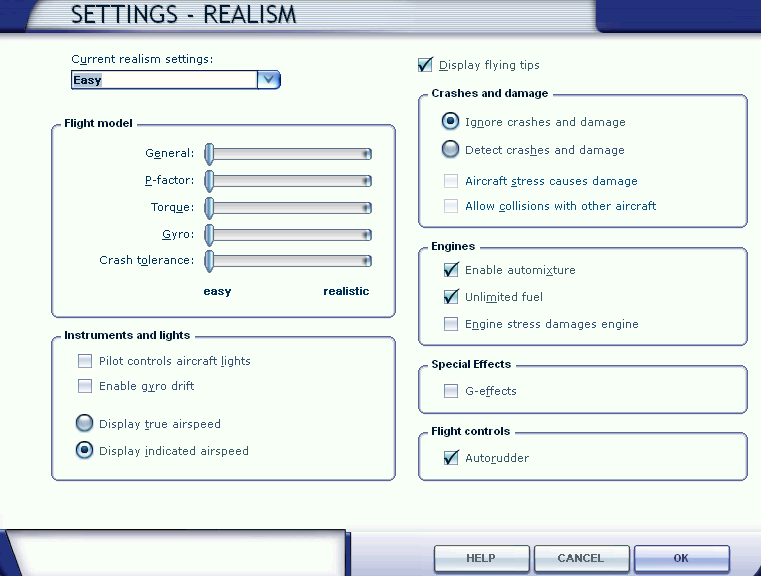 SETTINGS - REALISM
Current realism settings:
Easy
Flight model
General:
P-factor:
Torque:
Gyro:
Crash tolerance:
easy realistic
Instruments and lights
Pilot controls aircraft lights
Enable gyro drift
Display true airspeed
Display indicated airspeed
Display flying tips
Crashes and damage
Ignore crashes and damage
Detect crashes and damage
Aircraft stress causes damage
Allow collisions with other aircraft
Engines
Enable automixture
Unlimited fuel
Engine stress damages engine
Special Effects
G-effects
Flight controls
Autorudder
HELP CANCEL OK